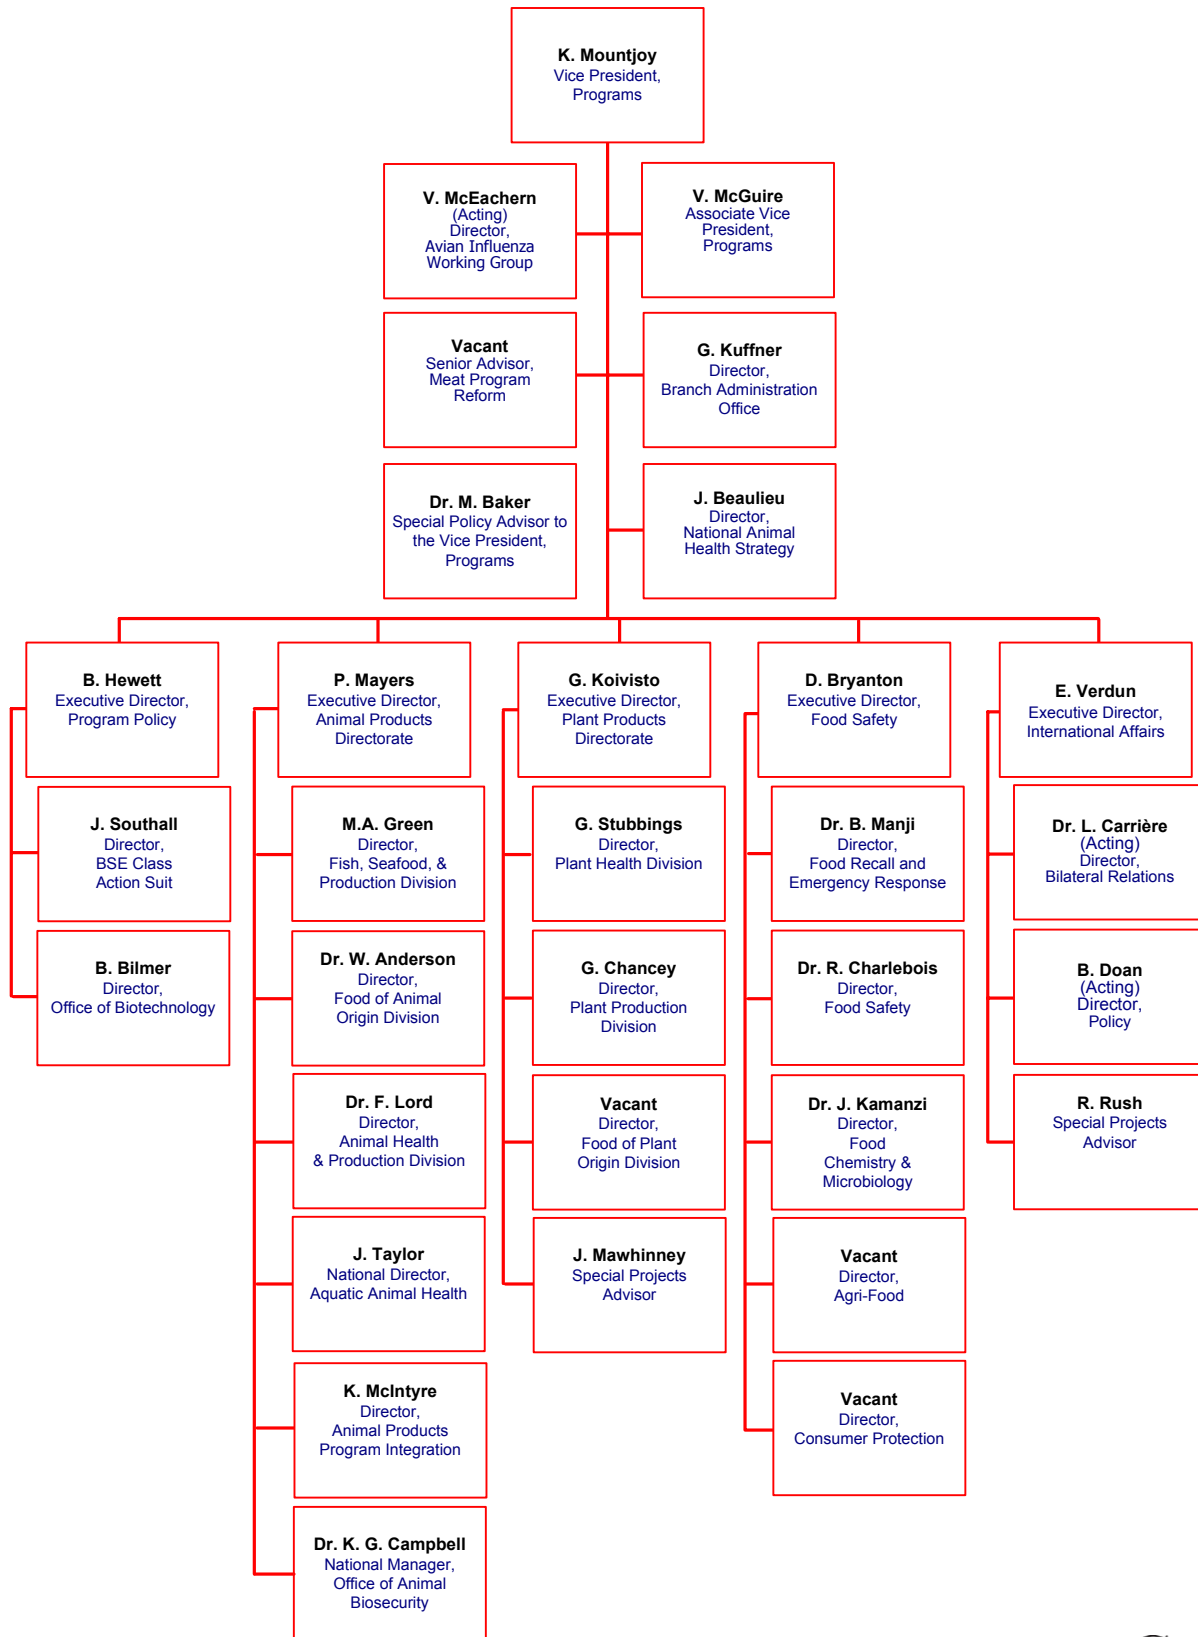 K. Mountjoy
Vice President,
Programs
V. McEachern
(Acting)
Director,
Avian Influenza
Working Group
V. McGuire
Associate Vice
President,
Programs
Vacant
Senior Advisor,
Meat Program
Reform
G. Kuffner
Director,
Branch Administration
Office
Dr. M. Baker
Special Policy Advisor to
the Vice President,
Programs
J. Beaulieu
Director,
National Animal
Health Strategy
B. Hewett
Executive Director,
Program Policy
J. Southall
Director,
BSE Class
Action Suit
B. Bilmer
Director,
Office of Biotechnology
P. Mayers
Executive Director,
Animal Products
Directorate
M.A. Green
Director,
Fish, Seafood, &
Production Division
Dr. W. Anderson
Director,
Food of Animal
Origin Division
Dr. F. Lord
Director,
Animal Health
& Production Division
J. Taylor
National Director,
Aquatic Animal Health
K. McIntyre
Director,
Animal Products
Program Integration
Dr. K. G. Campbell
National Manager,
Office of Animal
Biosecurity
G. Koivisto
Executive Director,
Plant Products
Directorate
G. Stubbings
Director,
Plant Health Division
G. Chancey
Director,
Plant Production
Division
Vacant
Director,
Food of Plant
Origin Division
J. Mawhinney
Special Projects
Advisor
D. Bryanton
Executive Director,
Food Safety
Dr. B. Manji
Director,
Food Recall and
Emergency Response
Dr. R. Charlebois
Director,
Food Safety
Dr. J. Kamanzi
Director,
Food
Chemistry &
Microbiology
Vacant
Director,
Agri-Food
Vacant
Director,
Consumer Protection
E. Verdun
Executive Director,
International Affairs
Dr. L. Carrière
(Acting)
Director,
Bilateral Relations
B. Doan
(Acting)
Director,
Policy
R. Rush
Special Projects
Advisor